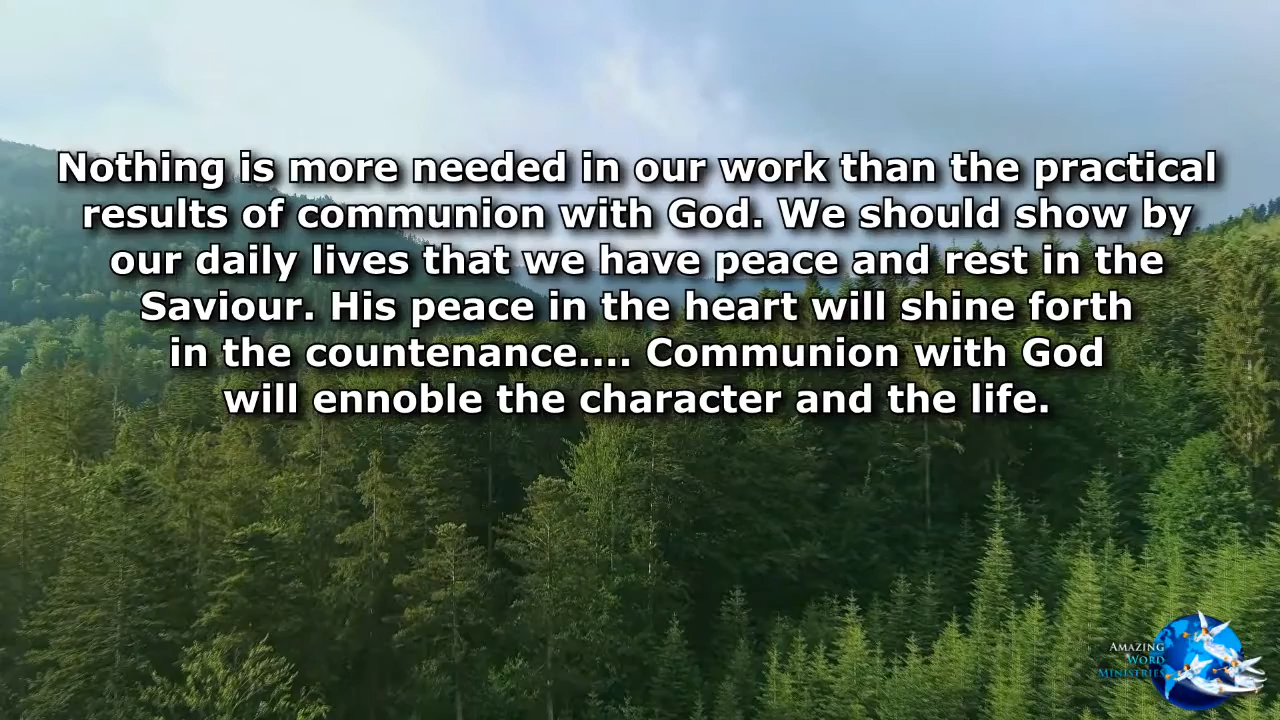 Nothing is more needed in our work than the practical
results of communion with God. We should show by
our daily lives that we have peace and rest in the
Saviour. His peace in the heart will shine forth
in the countenance.... Communion with God
will ennoble the character and the life.
AMAZING
WORD
MINISTRIES